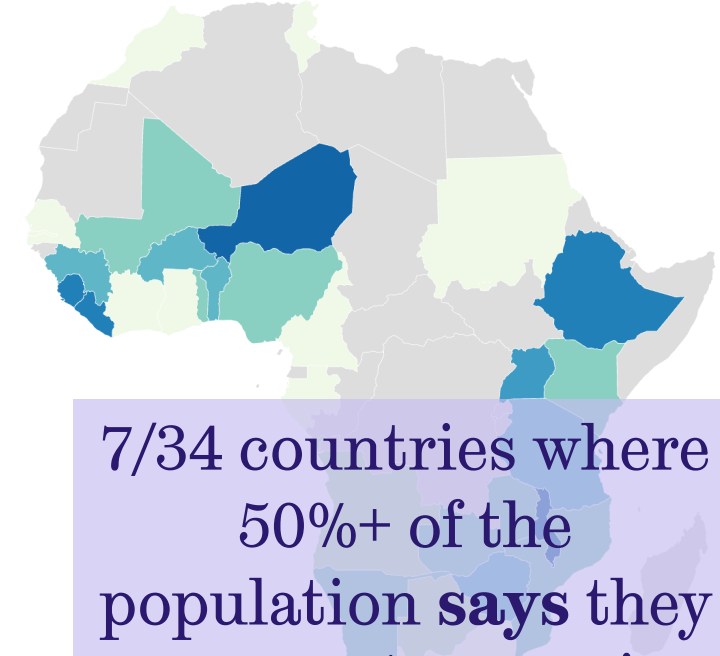 7/34 countries where
50%+ of the
population says they